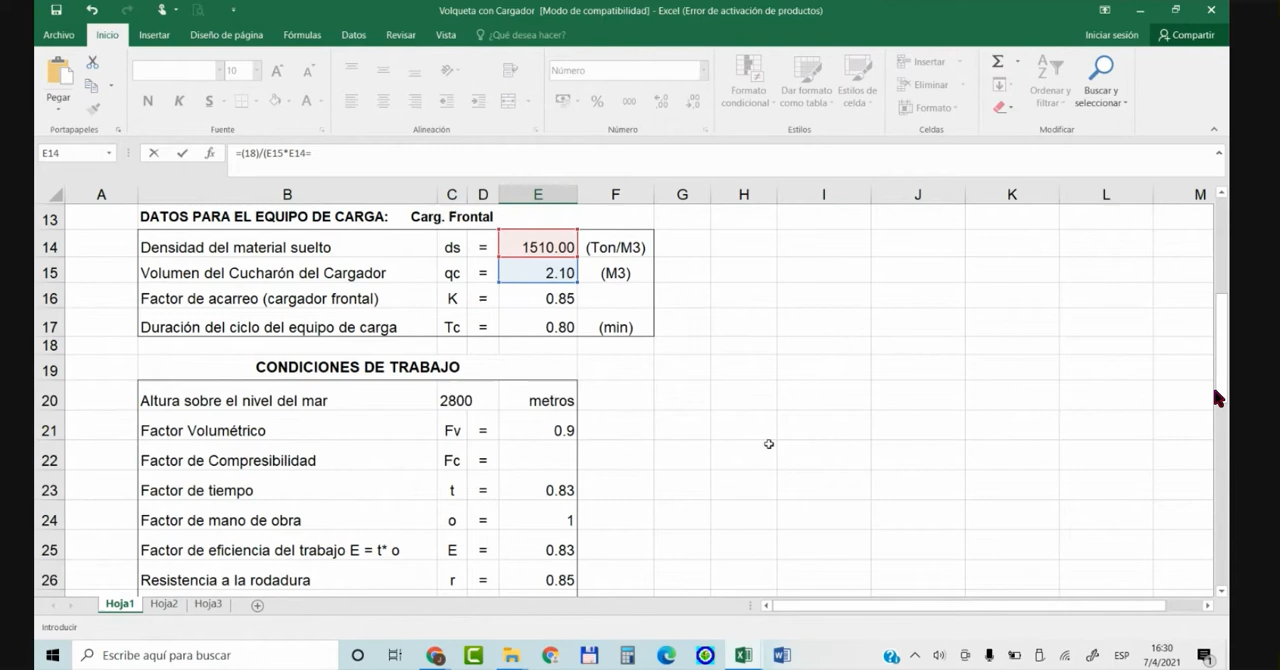 Volqueta con Cargador [Modo de compatibilidad] - Excel (Error de activación de productos)
Archivo Inicio Insertar Diseño de página Fórmulas Datos Revisar Vista ¿Qué desea hacer? Iniciar sesión Compartir
Pegar
Portapapeles
10
N K S
Fuente
Alineación
Número
% 000
Número
Formato condicional
Dar formato como tabla
Estilos de celda
Estilos
Insertar
Eliminar
Formato
Celdas
Ordenar y filtrar
Buscar y seleccionar
Modificar
E14 =(18)/(E15*E14=
A B C D E F G H I J K L M
13 DATOS PARA EL EQUIPO DE CARGA: Carg. Frontal
14 Densidad del material suelto ds = 1510.00 (Ton/M3)
15 Volumen del Cucharón del Cargador qc = 2.10 (M3)
16 Factor de acarreo (cargador frontal) K = 0.85
17 Duración del ciclo del equipo de carga Tc = 0.80 (min)
18
19 CONDICIONES DE TRABAJO
20 Altura sobre el nivel del mar 2800 metros
21 Factor Volumétrico Fv = 0.9
22 Factor de Compresibilidad Fc =
23 Factor de tiempo t = 0.83
24 Factor de mano de obra o = 1
25 Factor de eficiencia del trabajo E = t* o E = 0.83
26 Resistencia a la rodadura r = 0.85
Hoja1 Hoja2 Hoja3
Introducir
Escribe aquí para buscar
ESP
16:30
7/4/2021